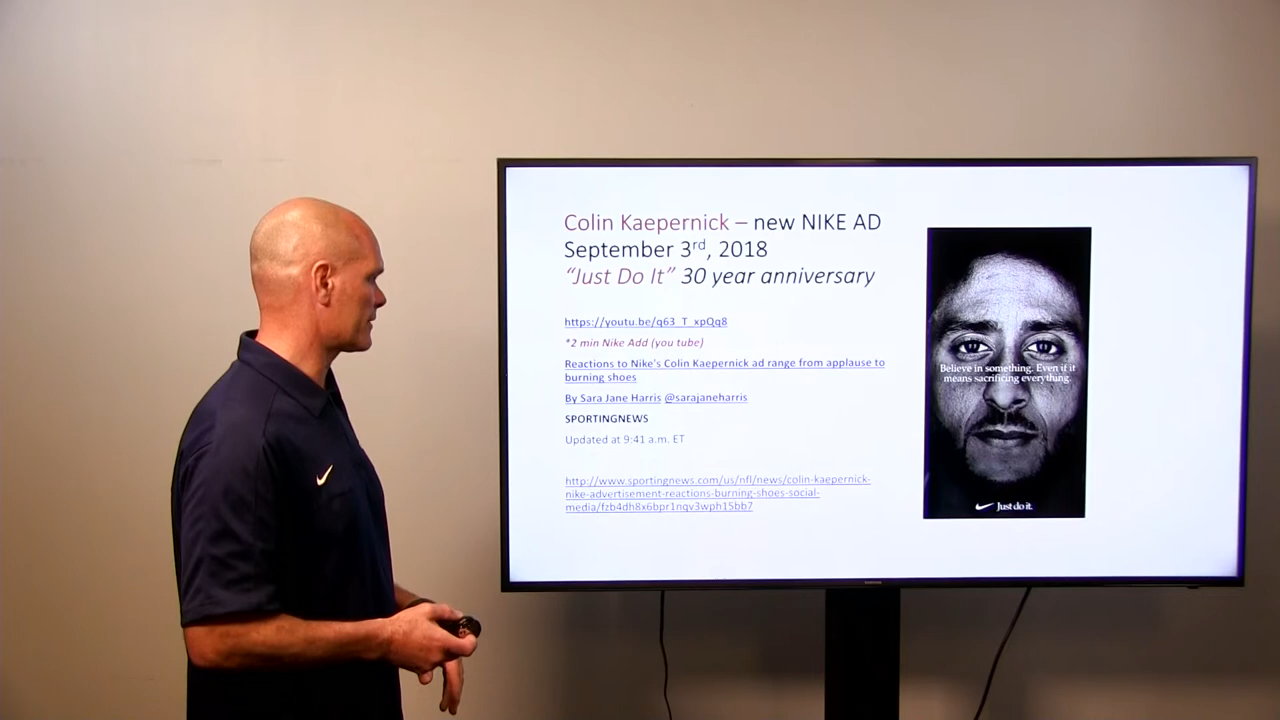 Colin Kaepernick – new NIKE AD
September 3rd, 2018
“Just Do It” 30 year anniversary
https://youtu.be/q63_T_xpQq8
*2 min Nike Add (you tube)
Reactions to Nike’s Colin Kaepernick ad range from applause to
burning shoes
By Sara Jane Harris @sarajaneharris
SPORTINGNEWS
Updated at 9:41 a.m. ET
http://www.sportingnews.com/us/nfl/news/colin-kaepernick-
nike-advertisement-reactions-burning-shoes-social-
media/fzb4dh8x6bpr1nqv3wph15bb7
Believe in something. Even if it
means sacrificing everything.
Just do it.